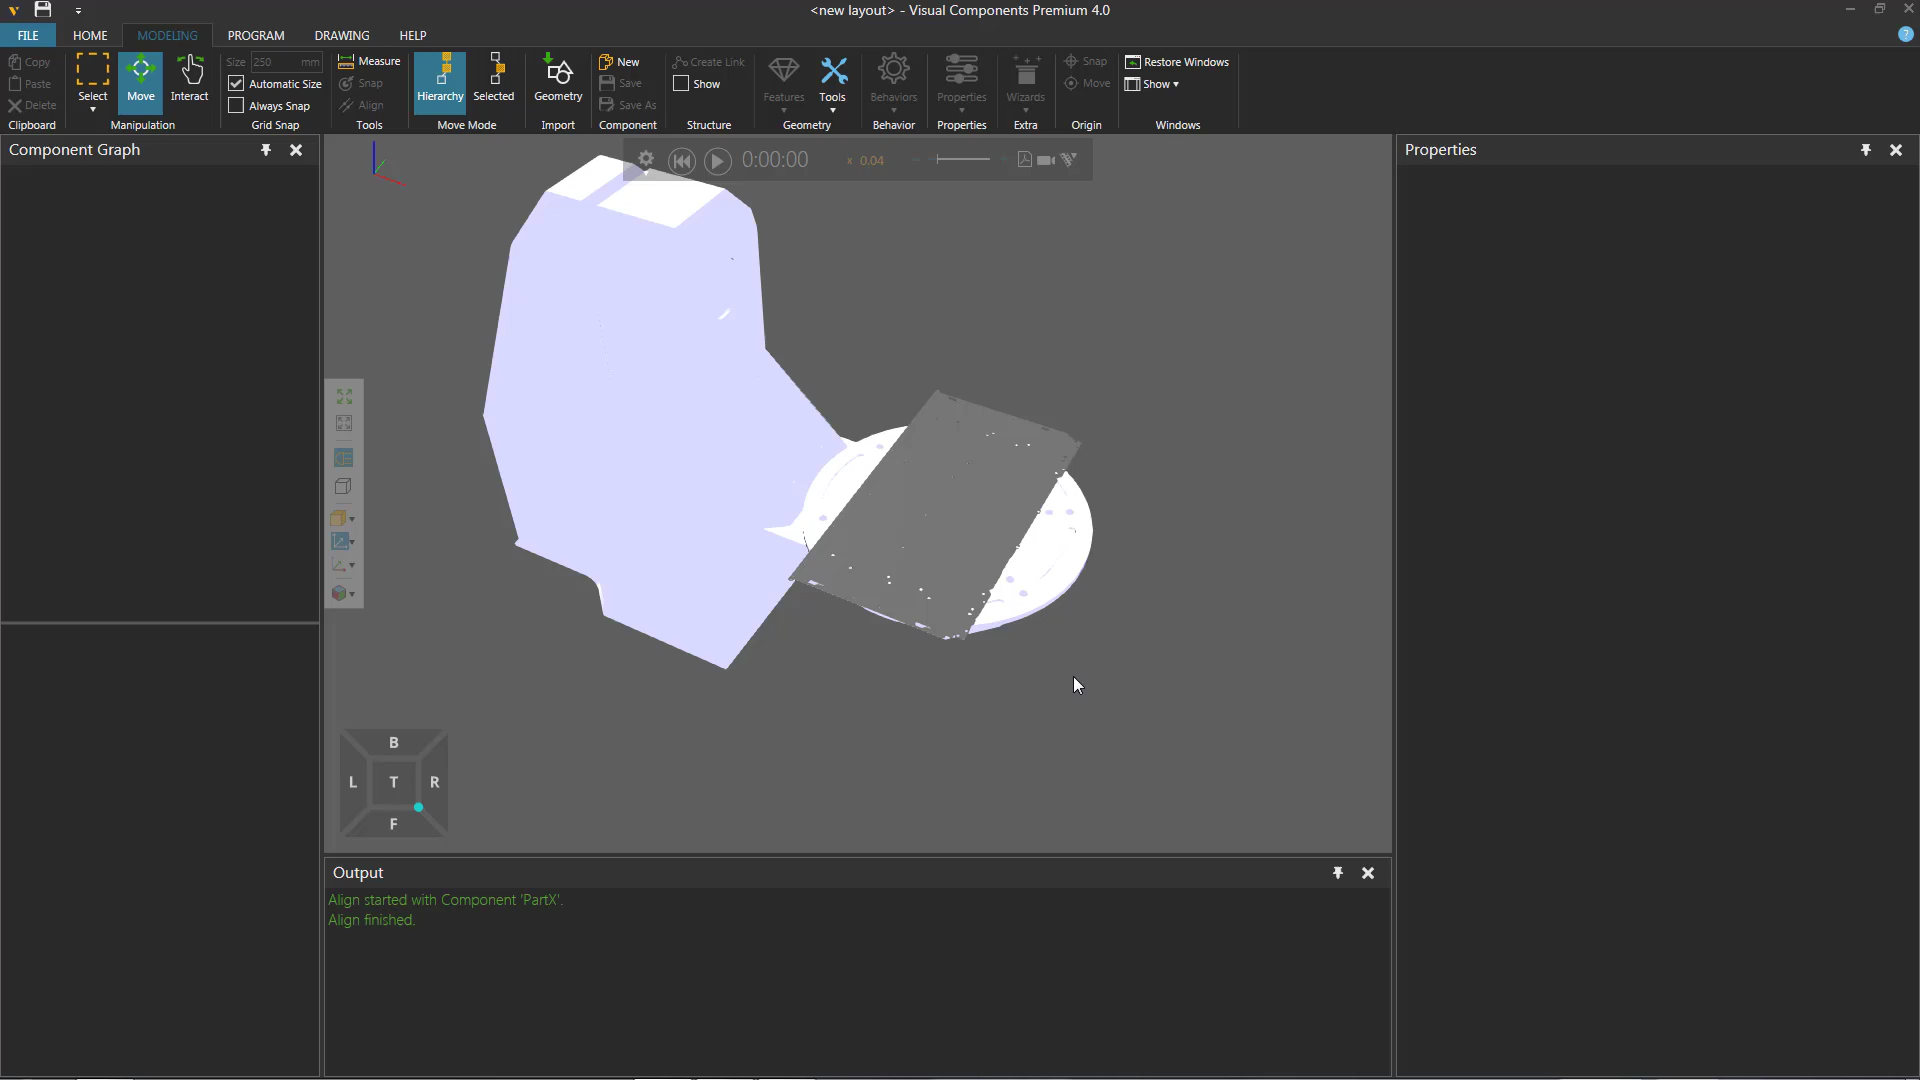 <new layout> - Visual Components Premium 4.0
FILE HOME MODELING PROGRAM DRAWING HELP
Copy
Paste
Delete
Clipboard
Select
Move
Interact
Manipulation
Size 250 mm
Automatic Size
Always Snap
Grid Snap
Measure
Snap
Align
Tools
Hierarchy
Selected
Move Mode
Geometry
Import
New
Save
Save As
Component
Create Link
Show
Structure
Features
Tools
Geometry
Behaviors
Behavior
Properties
Properties
Wizards
Extra
Snap
Move
Origin
Restore Windows
Show
Windows
Component Graph
0:00:00 x 0.04
B
L T R
F
Output
Align started with Component 'PartX'.
Align finished.
Properties